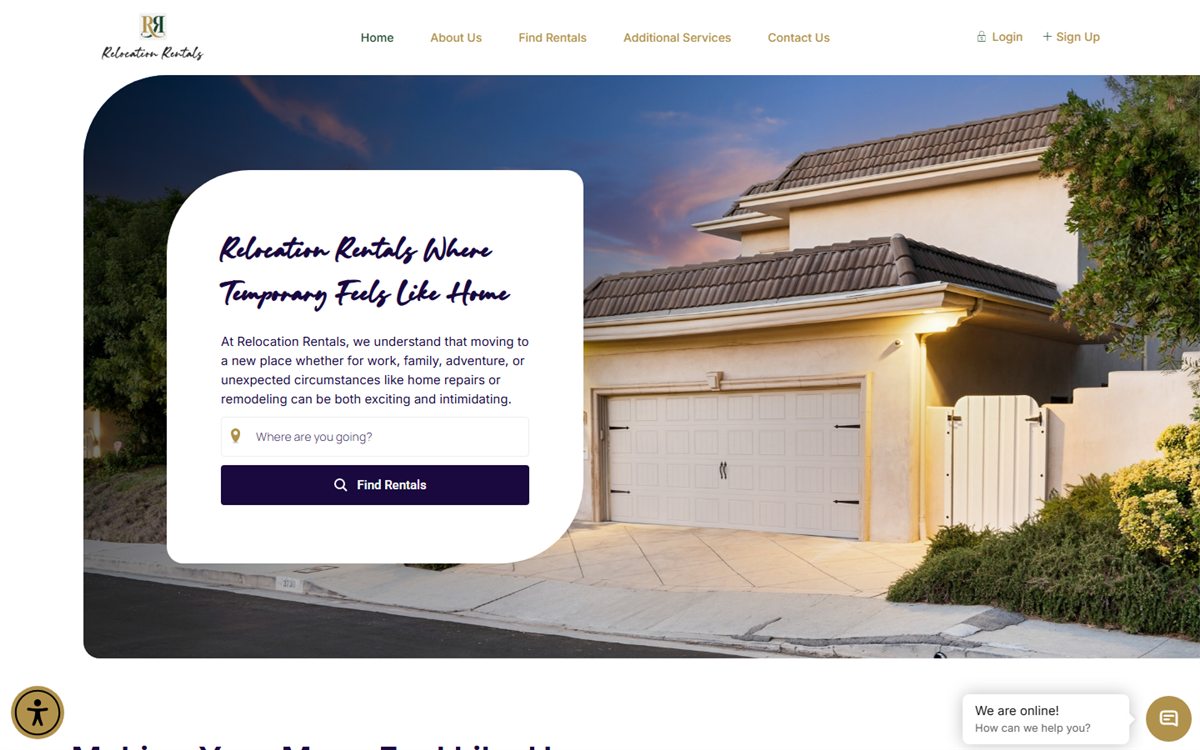 RR
Relocation Rentals
Home
About Us
Find Rentals
Additional Services
Contact Us
Login
Sign Up
Relocation Rentals Where
Temporary Feels Like Home
At Relocation Rentals, we understand that moving to
a new place whether for work, family, adventure, or
unexpected circumstances like home repairs or
remodeling can be both exciting and intimidating.
Where are you going?
Find Rentals
We are online!
How can we help you?